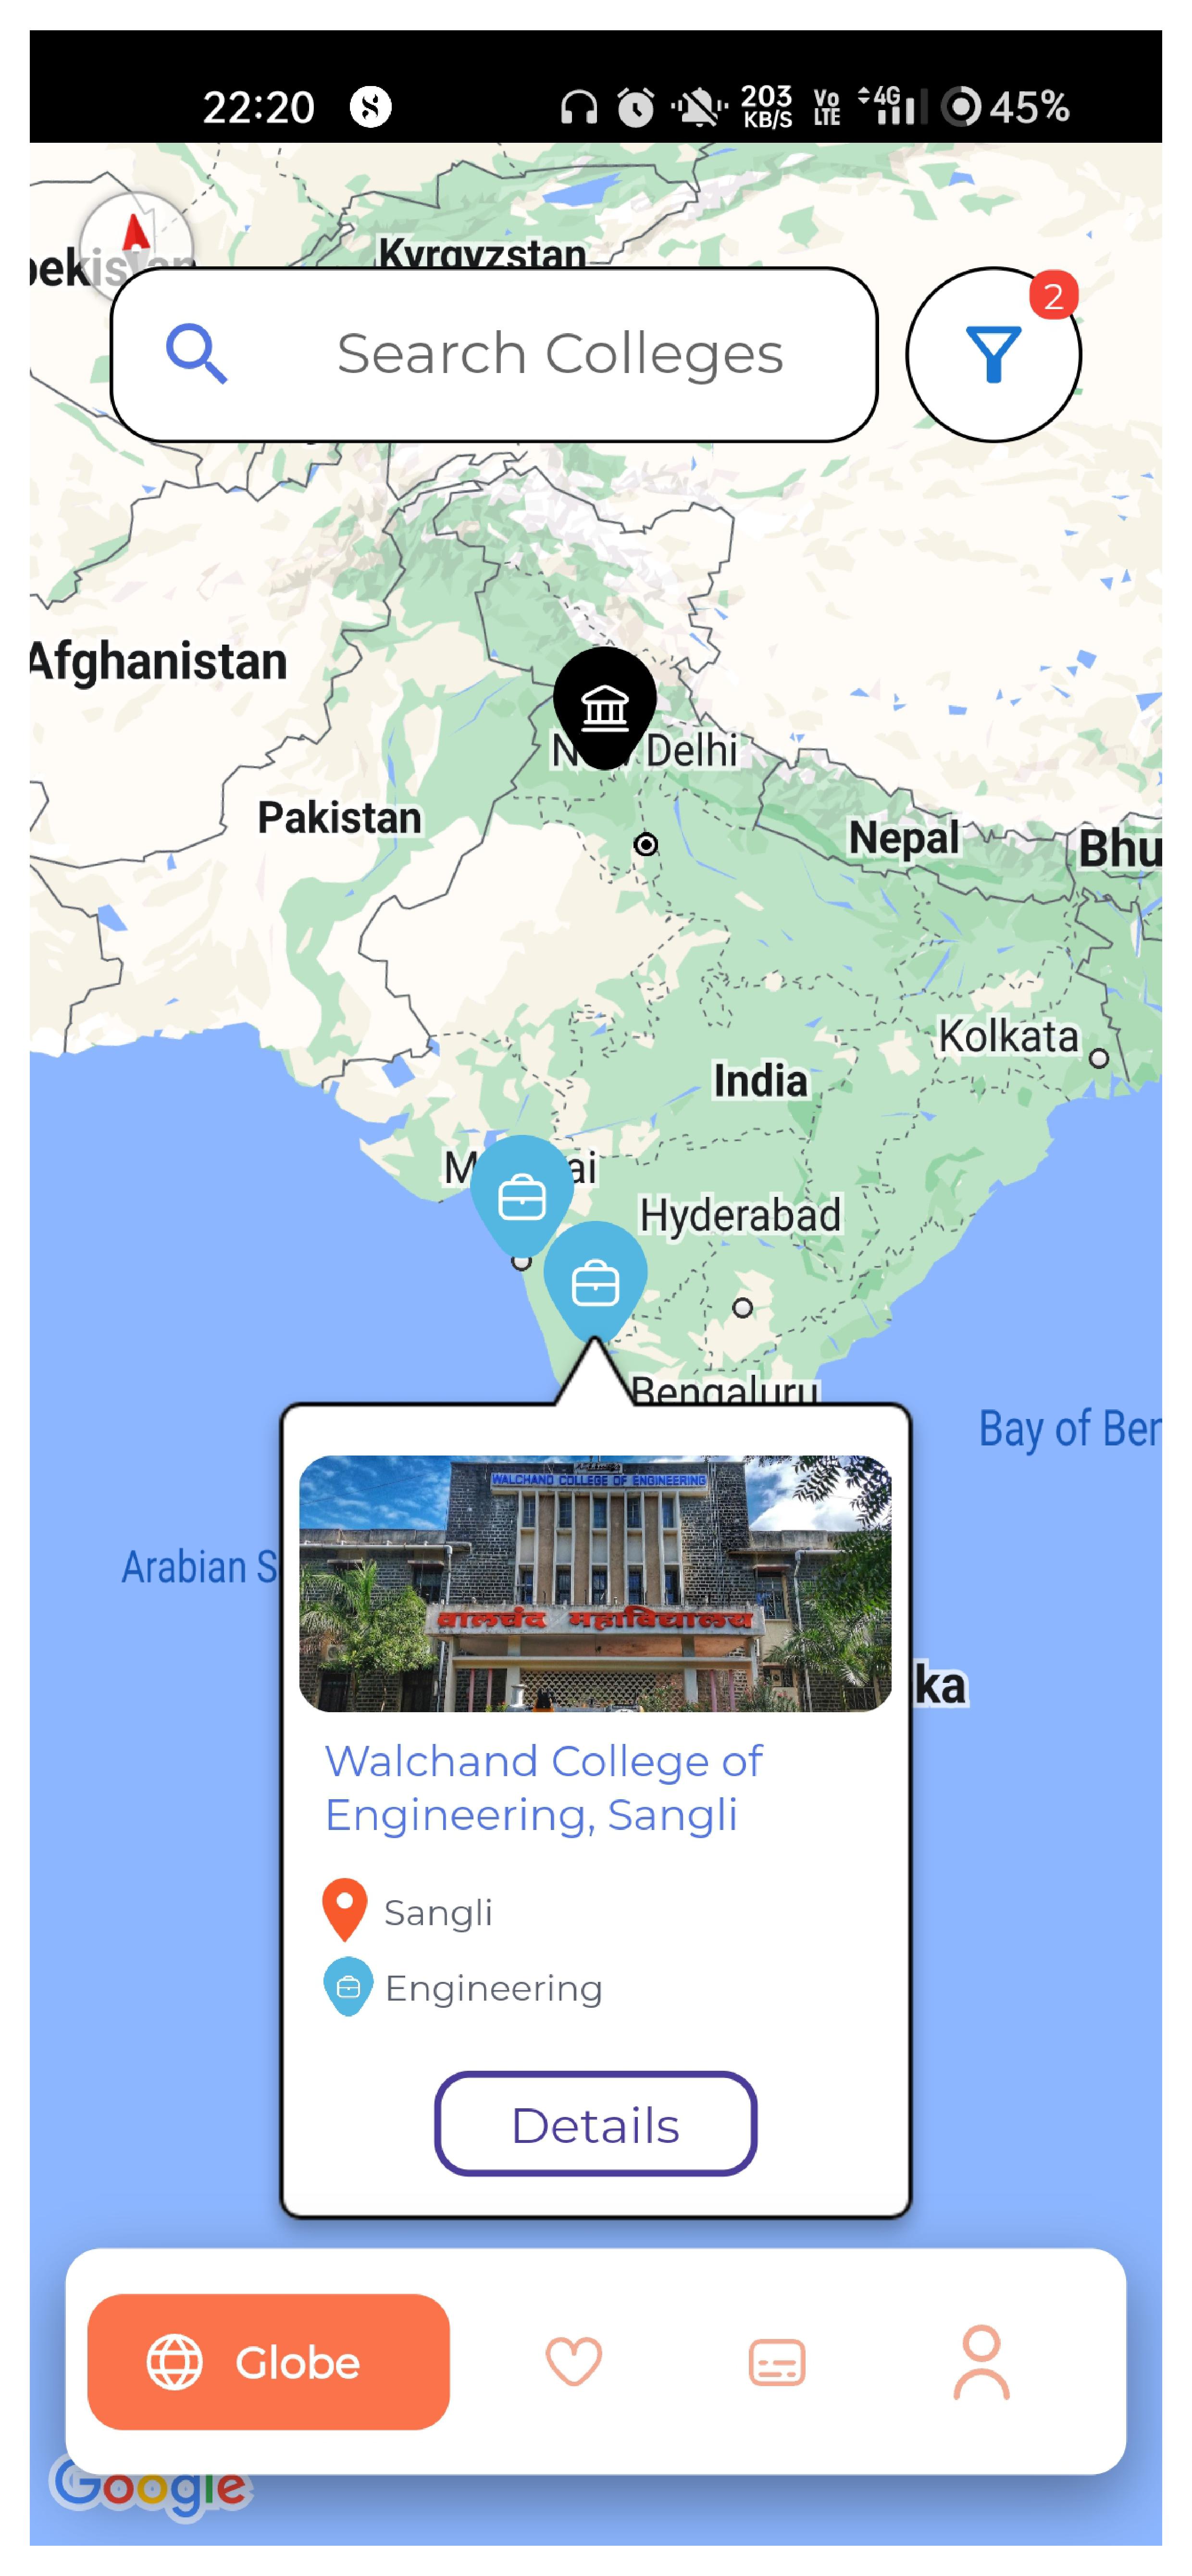 22:20
203
KB/S
Vo
LTE
4G
45%
Kyrgyzstan
Search Colleges
2
Afghanistan
Delhi
Pakistan
Nepal
Bhu
Kolkata
India
Hyderabad
Bengaluru
Bay of Ben
WALCHAND COLLEGE OF ENGINEERING
Arabian S
वालचंद महाविद्यालय
ka
Walchand College of
Engineering, Sangli
Sangli
Engineering
Details
Globe
Google